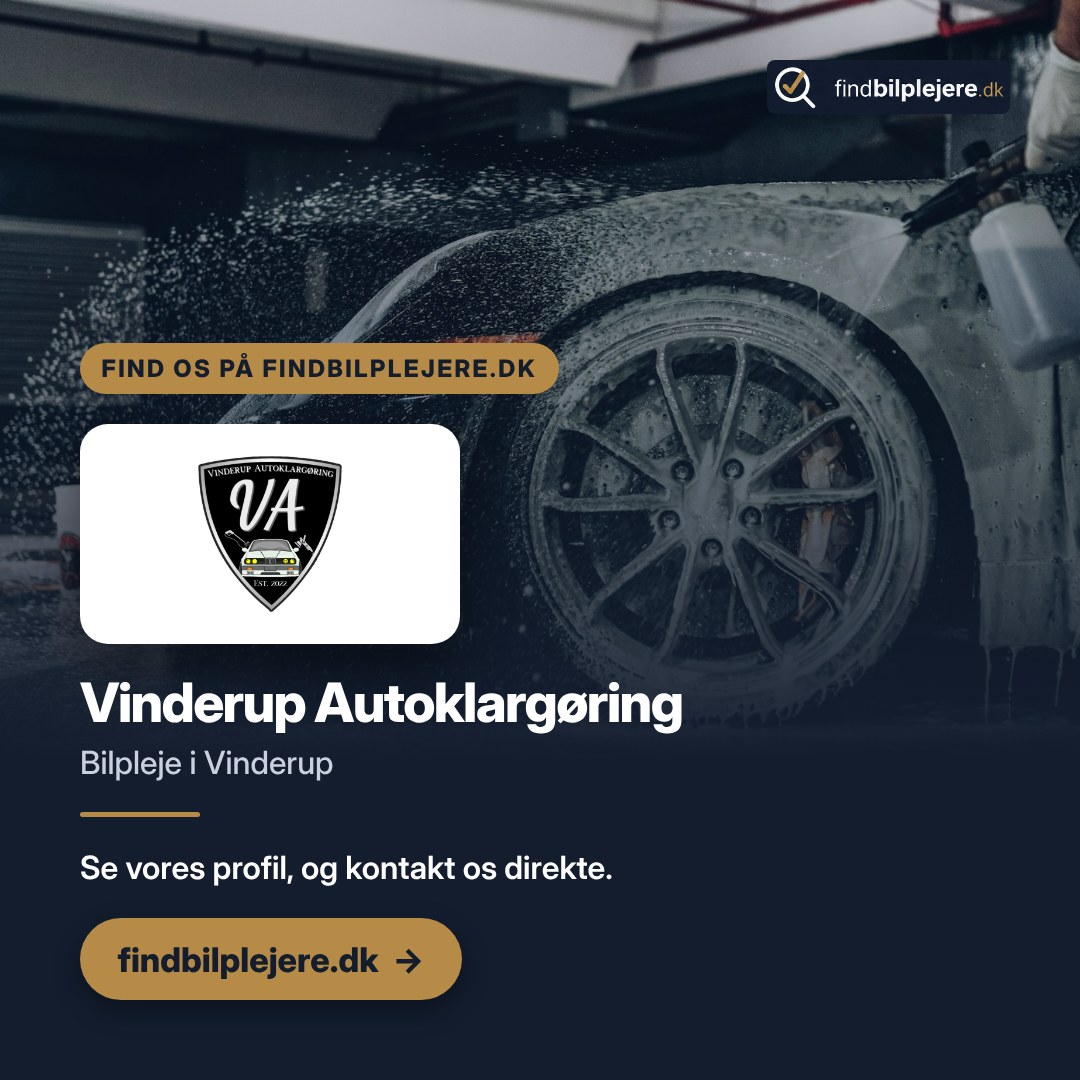 findbilplejere.dk
FIND OS PÅ FINDBILPLEJERE.DK
VINDERUP AUTOKLARGØRING
VA
EST. 2022
Vinderup Autoklargøring
Bilpleje i Vinderup
Se vores profil, og kontakt os direkte.
findbilplejere.dk →